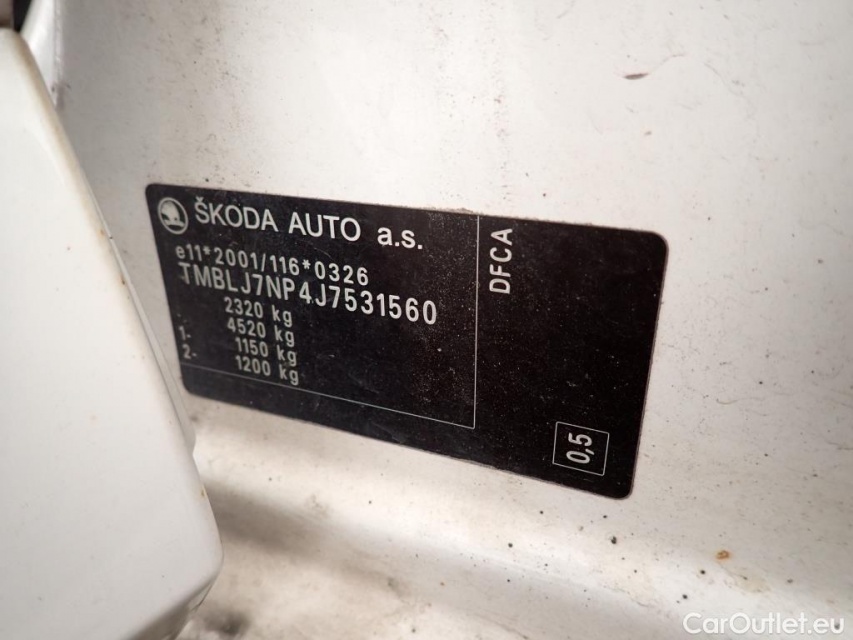 ŠKODA AUTO a.s.
e11*2001/116*0326
TMBLJ7NP4J7531560
2320 kg
1- 4520 kg
2- 1150 kg
1200 kg
DFCA
0,5
CarOutlet.eu